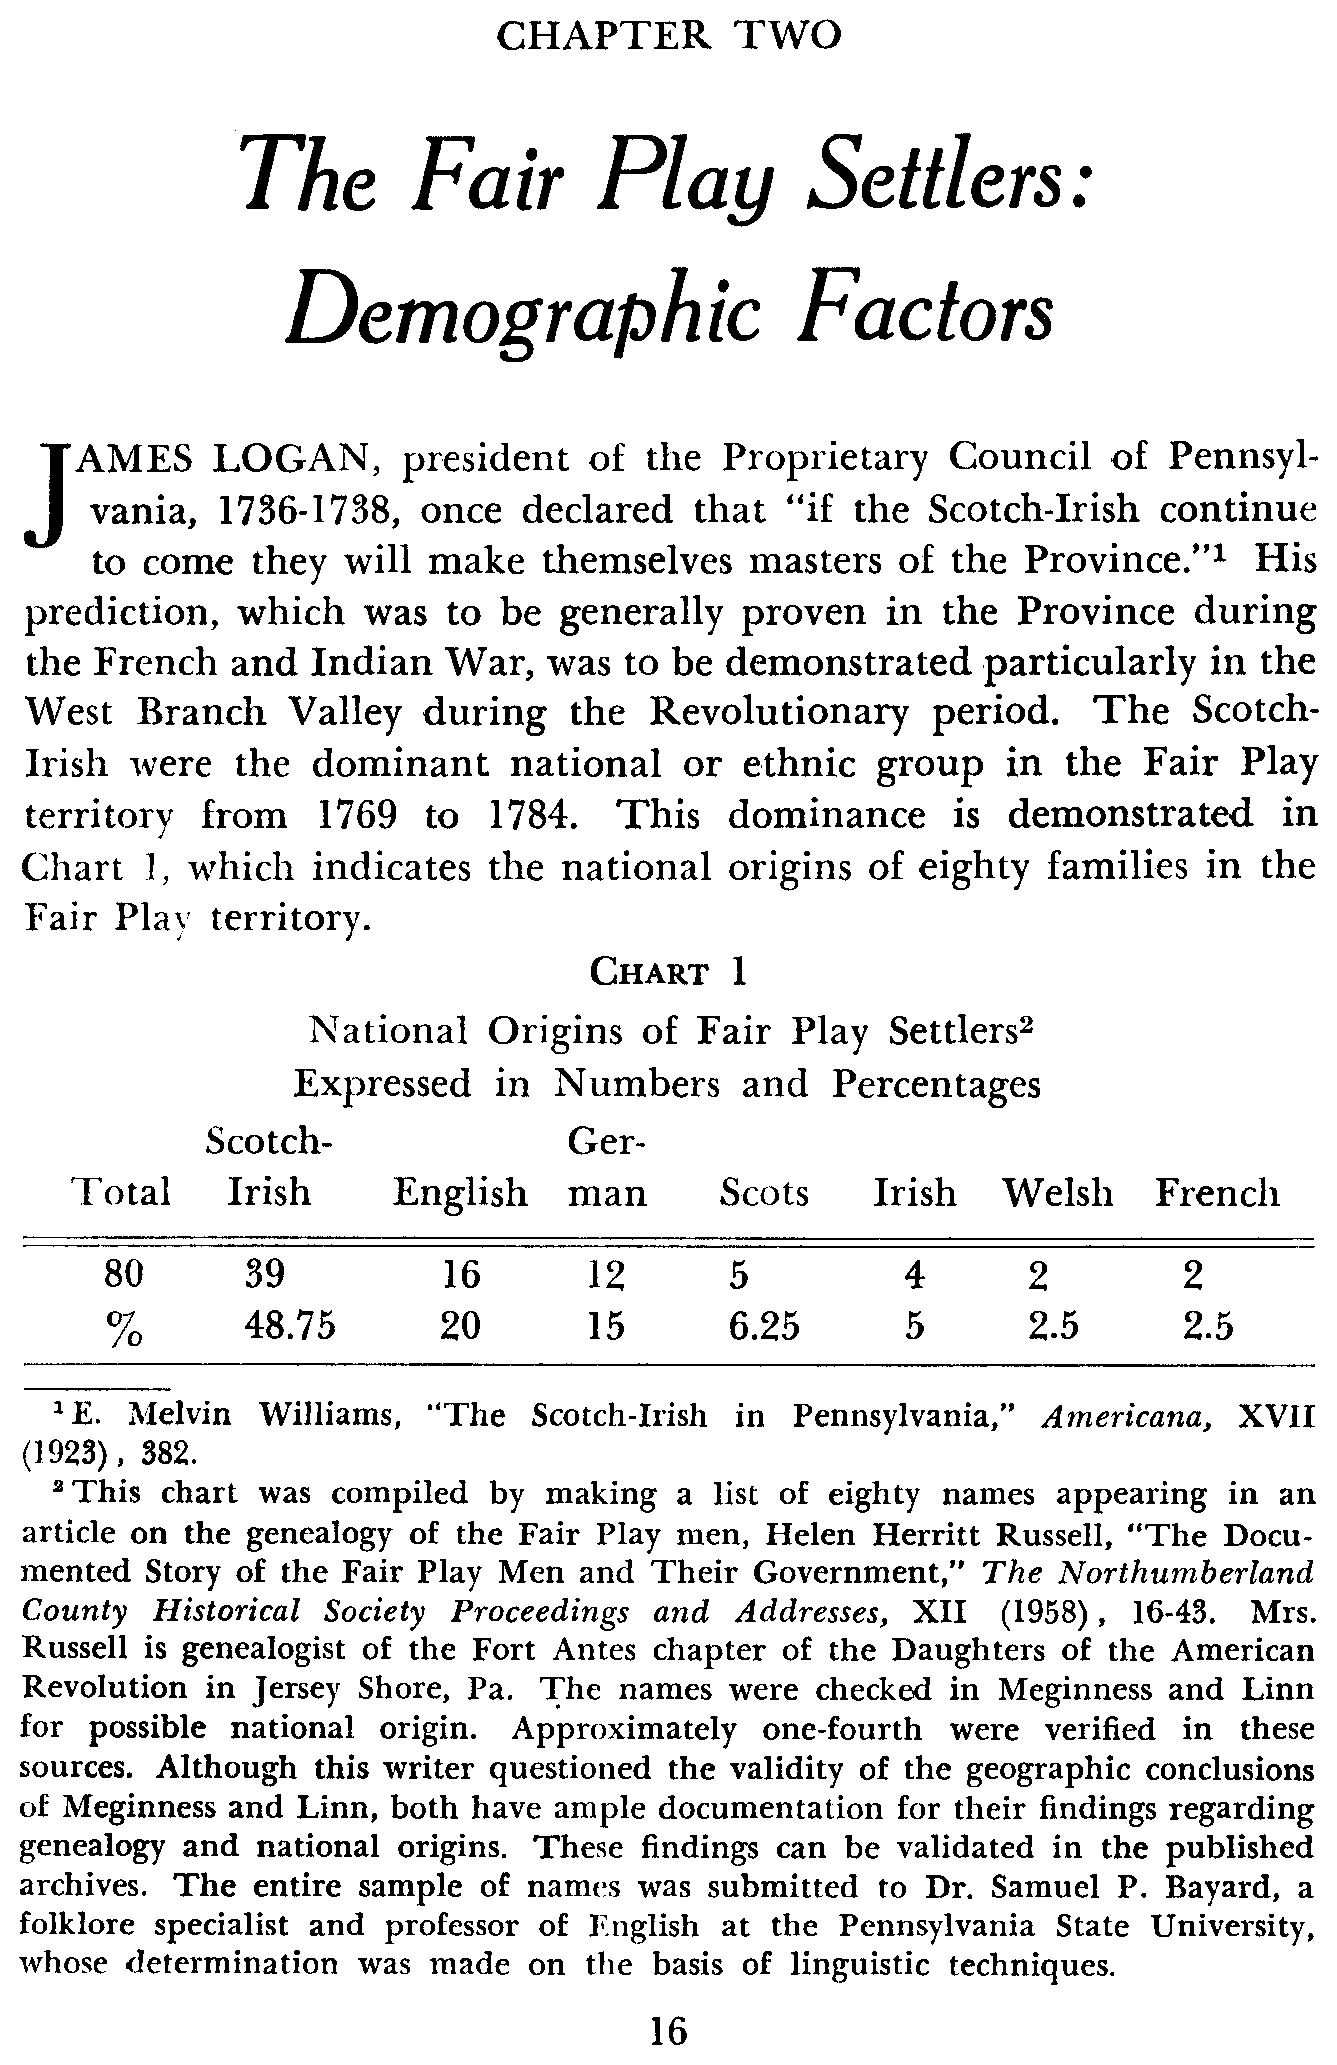 CHAPTER TWO
The Fair Play Settlers:
Demographic Factors
JAMES LOGAN, president of the Proprietary Council of Pennsyl-
vania, 1736-1738, once declared that “if the Scotch-Irish continue
to come they will make themselves masters of the Province.”¹ His
prediction, which was to be generally proven in the Province during
the French and Indian War, was to be demonstrated particularly in the
West Branch Valley during the Revolutionary period. The Scotch-
Irish were the dominant national or ethnic group in the Fair Play
territory from 1769 to 1784. This dominance is demonstrated in
Chart 1, which indicates the national origins of eighty families in the
Fair Play territory.
CHART 1
National Origins of Fair Play Settlers²
Expressed in Numbers and Percentages
Scotch- Ger-
Total Irish English man Scots Irish Welsh French
80 39 16 12 5 4 2 2
% 48.75 20 15 6.25 5 2.5 2.5
¹ E. Melvin Williams, “The Scotch-Irish in Pennsylvania,” Americana, XVII
(1923), 382.
² This chart was compiled by making a list of eighty names appearing in an
article on the genealogy of the Fair Play men, Helen Herritt Russell, “The Docu-
mented Story of the Fair Play Men and Their Government,” The Northumberland
County Historical Society Proceedings and Addresses, XII (1958), 16-43. Mrs.
Russell is genealogist of the Fort Antes chapter of the Daughters of the American
Revolution in Jersey Shore, Pa. The names were checked in Meginness and Linn
for possible national origin. Approximately one-fourth were verified in these
sources. Although this writer questioned the validity of the geographic conclusions
of Meginness and Linn, both have ample documentation for their findings regarding
genealogy and national origins. These findings can be validated in the published
archives. The entire sample of names was submitted to Dr. Samuel P. Bayard, a
folklore specialist and professor of English at the Pennsylvania State University,
whose determination was made on the basis of linguistic techniques.
16